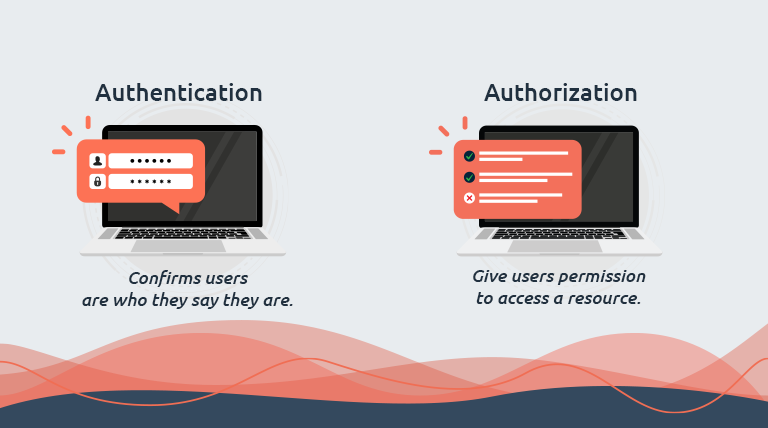 Authentication
Authorization
Confirms users
are who they say they are.
Give users permission
to access a resource.